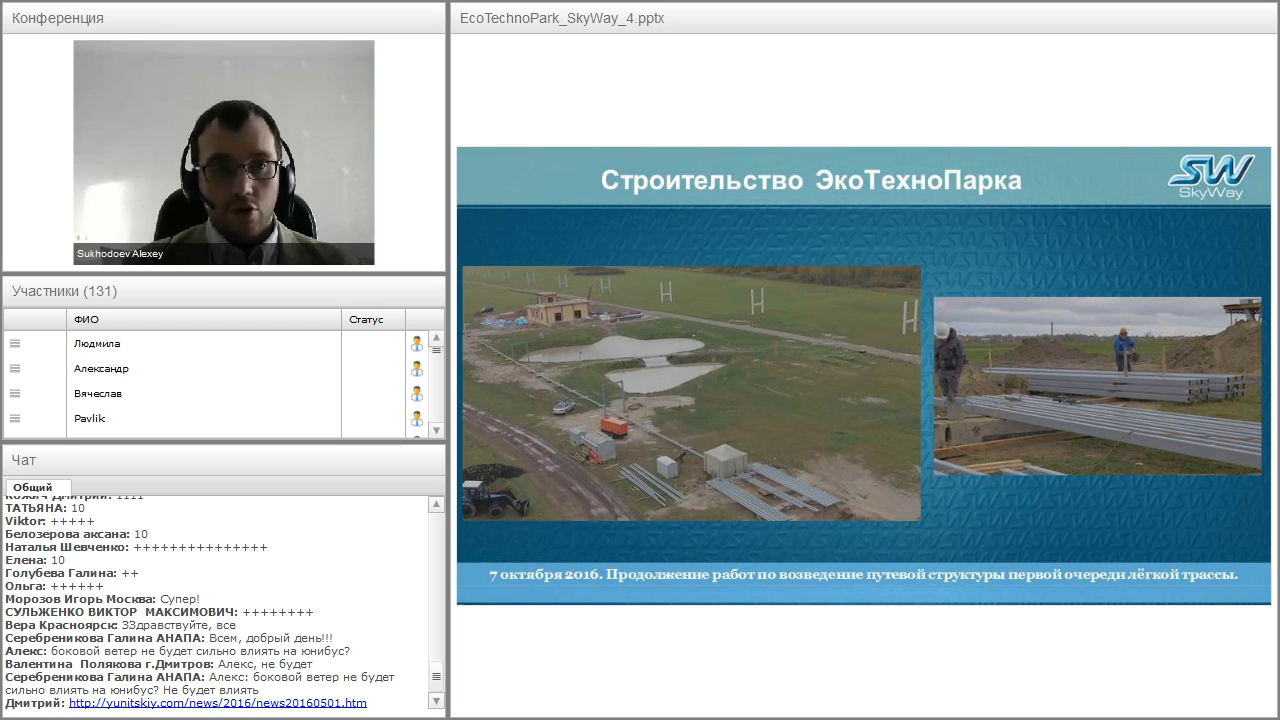 Конференция
Sukhodoev Alexey
Участники (131)
ФИО
Статус
Людмила
Александр
Вячеслав
Pavlik
Чат
Общий
Кожич Дмитрий: 1111
ТАТЬЯНА: 10
Viktor: +++++
Белозерова аксана: 10
Наталья Шевченко: +++++++++++++++
Елена: 10
Голубева Галина: ++
Ольга: ++++++
Морозов Игорь Москва: Супер!
СУЛЬЖЕНКО ВИКТОР  МАКСИМОВИЧ: ++++++++
Вера Красноярск: ЗЗдравствуйте, все
Серебреникова Галина АНАПА: Всем, добрый день!!!
Алекс: боковой ветер не будет сильно влиять на юнибус?
Валентина  Полякова г.Дмитров: Алекс, не будет
Серебреникова Галина АНАПА: Алекс: боковой ветер не будет
сильно влиять на юнибус? Не будет влиять
Дмитрий: http://yunitskiy.com/news/2016/news20160501.htm
EcoTechnoPark_SkyWay_4.pptx
Строительство ЭкоТехноПарка
SW
SkyWay
7 октября 2016. Продолжение работ по возведение путевой структуры первой очереди лёгкой трассы.